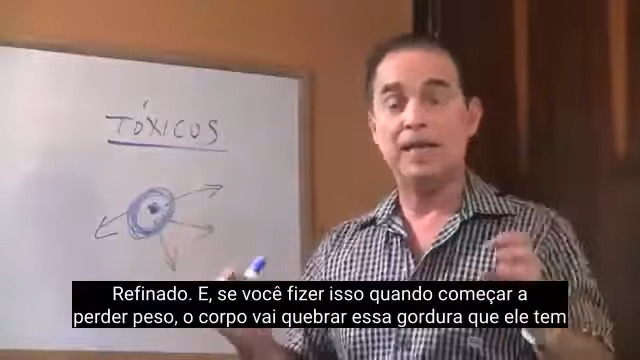 TÓXICOS
Refinado. E, se você fizer isso quando começar a
perder peso, o corpo vai quebrar essa gordura que ele tem